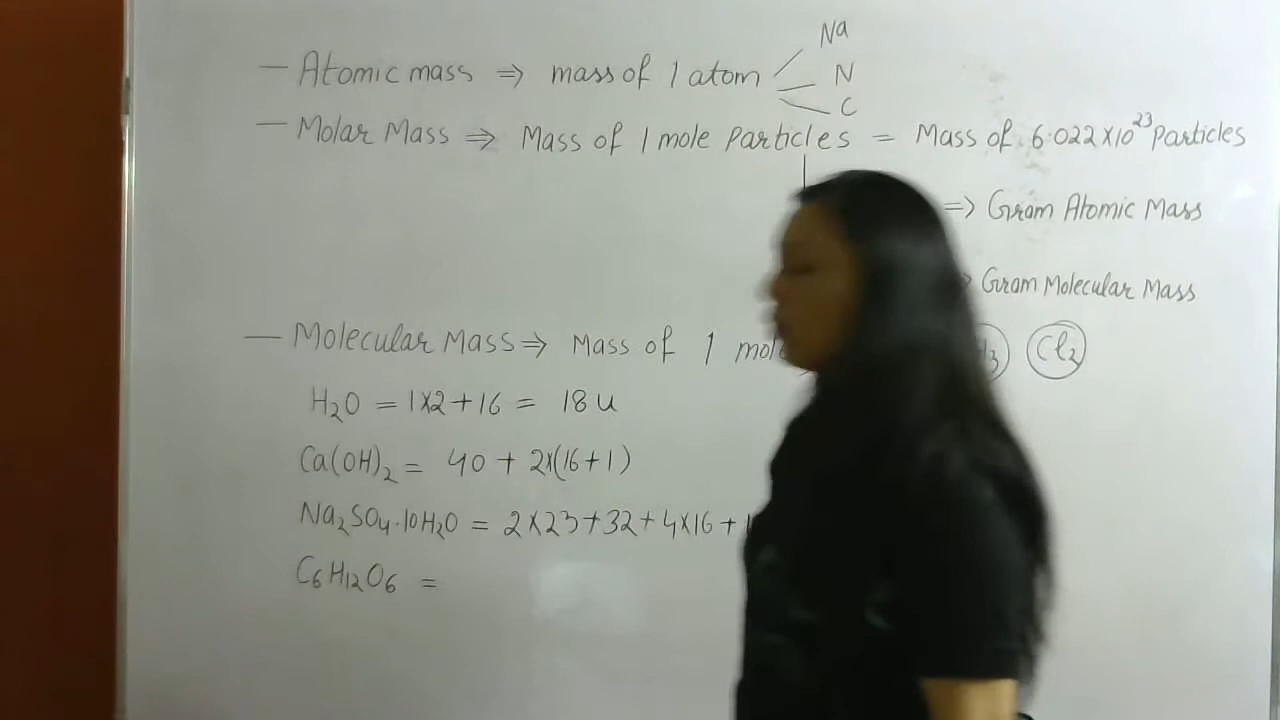 Na
— Atomic mass ⇒ mass of 1 atom N
C
— Molar Mass ⇒ Mass of 1 mole Particles = Mass of 6.022×10²³ Particles
⇒ Gram Atomic Mass
Gram Molecular Mass
— Molecular Mass ⇒ Mass of 1 Cl₂
H₂O = 1×2+16 = 18 u
Ca(OH)₂ = 40 + 2×(16+1)
Na₂SO₄.10H₂O = 2×23+32+4×16+
C₆H₁₂O₆ =